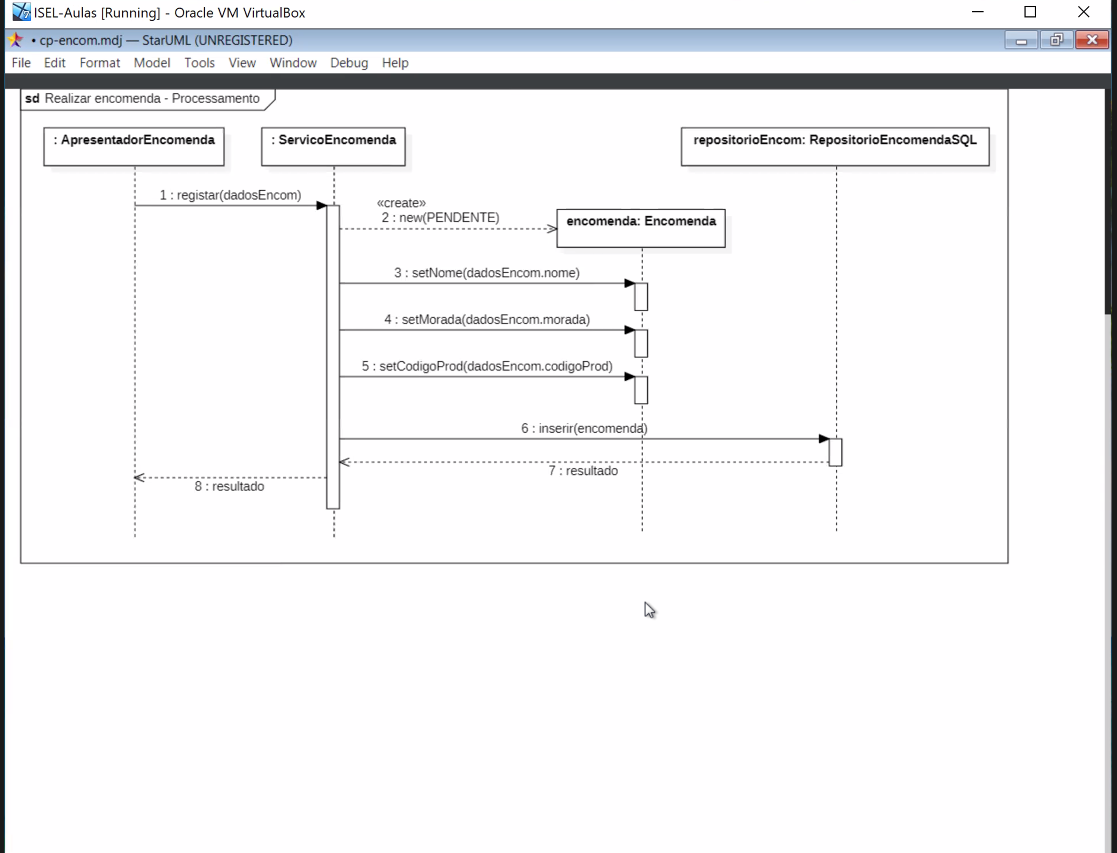 ISEL-Aulas [Running] - Oracle VM VirtualBox
• cp-encom.mdj — StarUML (UNREGISTERED)
File Edit Format Model Tools View Window Debug Help
sd Realizar encomenda - Processamento
: ApresentadorEncomenda
: ServicoEncomenda
repositorioEncom: RepositorioEncomendaSQL
1 : registar(dadosEncom)
«create»
2 : new(PENDENTE)
encomenda: Encomenda
3 : setNome(dadosEncom.nome)
4 : setMorada(dadosEncom.morada)
5 : setCodigoProd(dadosEncom.codigoProd)
6 : inserir(encomenda)
7 : resultado
8 : resultado